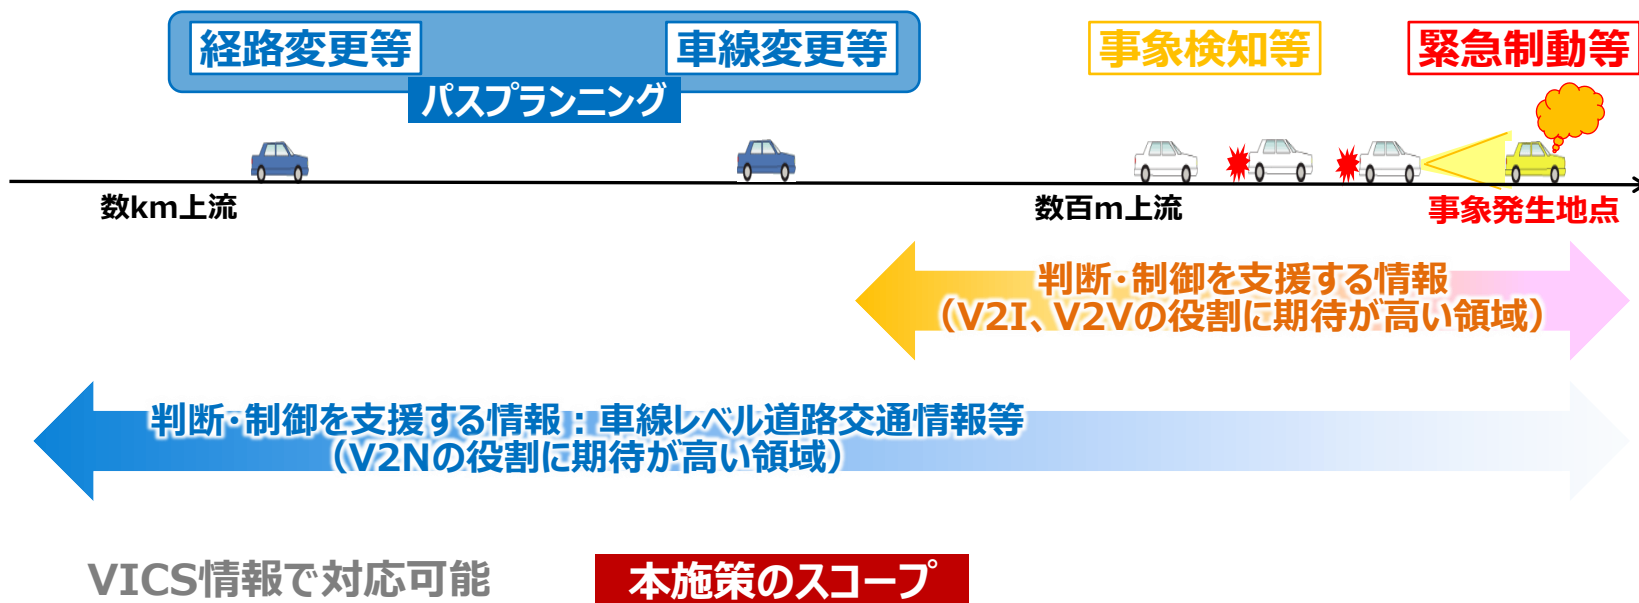 経路変更等
車線変更等
事象検知等
緊急制動等
パスプランニング
数km上流
数百m上流
事象発生地点
判断・制御を支援する情報
（V2I、V2Vの役割に期待が高い領域）
判断・制御を支援する情報：車線レベル道路交通情報等
（V2Nの役割に期待が高い領域）
VICS情報で対応可能
本施策のスコープ